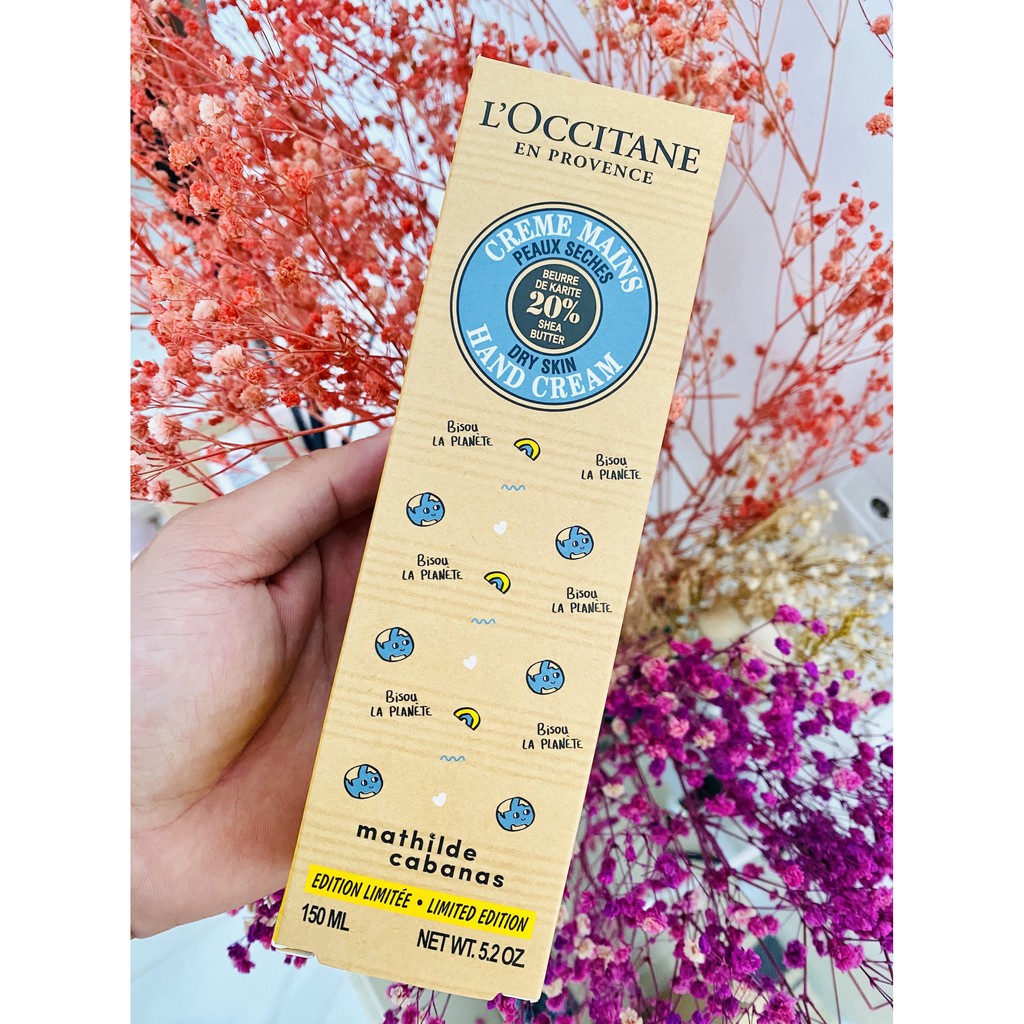 L'OCCITANE
EN PROVENCE
CREME MAINS
PEAUX SECHES
BEURRE
DE KARITE
20%
SHEA
BUTTER
DRY SKIN
HAND CREAM
Bisou
LA PLANÈTE
Bisou
LA PLANÈTE
Bisou
LA PLANÈTE
Bisou
LA PLANÈTE
Bisou
LA PLANÈTE
Bisou
LA PLANÈTE
mathilde
cabanas
EDITION LIMITÉE • LIMITED EDITION
150 ML NET WT. 5.2 OZ